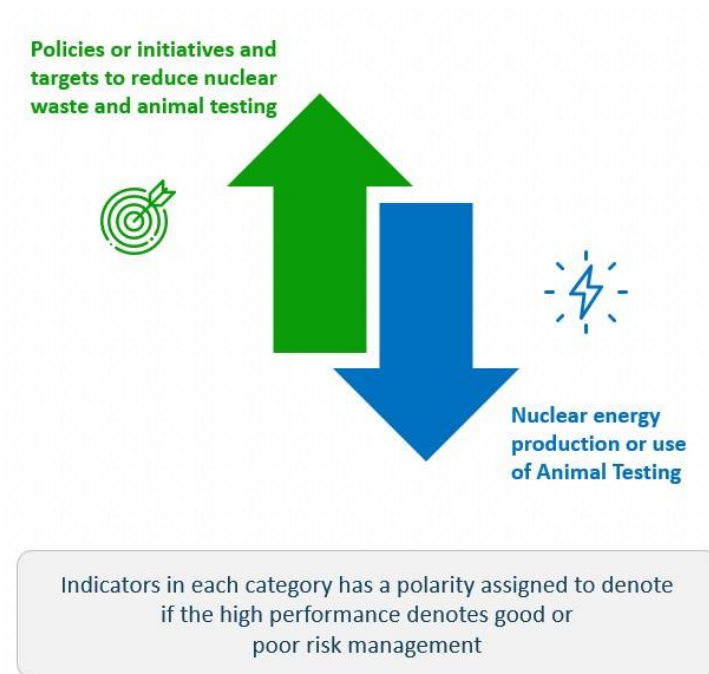 Policies or initiatives and
targets to reduce nuclear
waste and animal testing
Nuclear energy
production or use
of Animal Testing
Indicators in each category has a polarity assigned to denote
if the high performance denotes good or
poor risk management